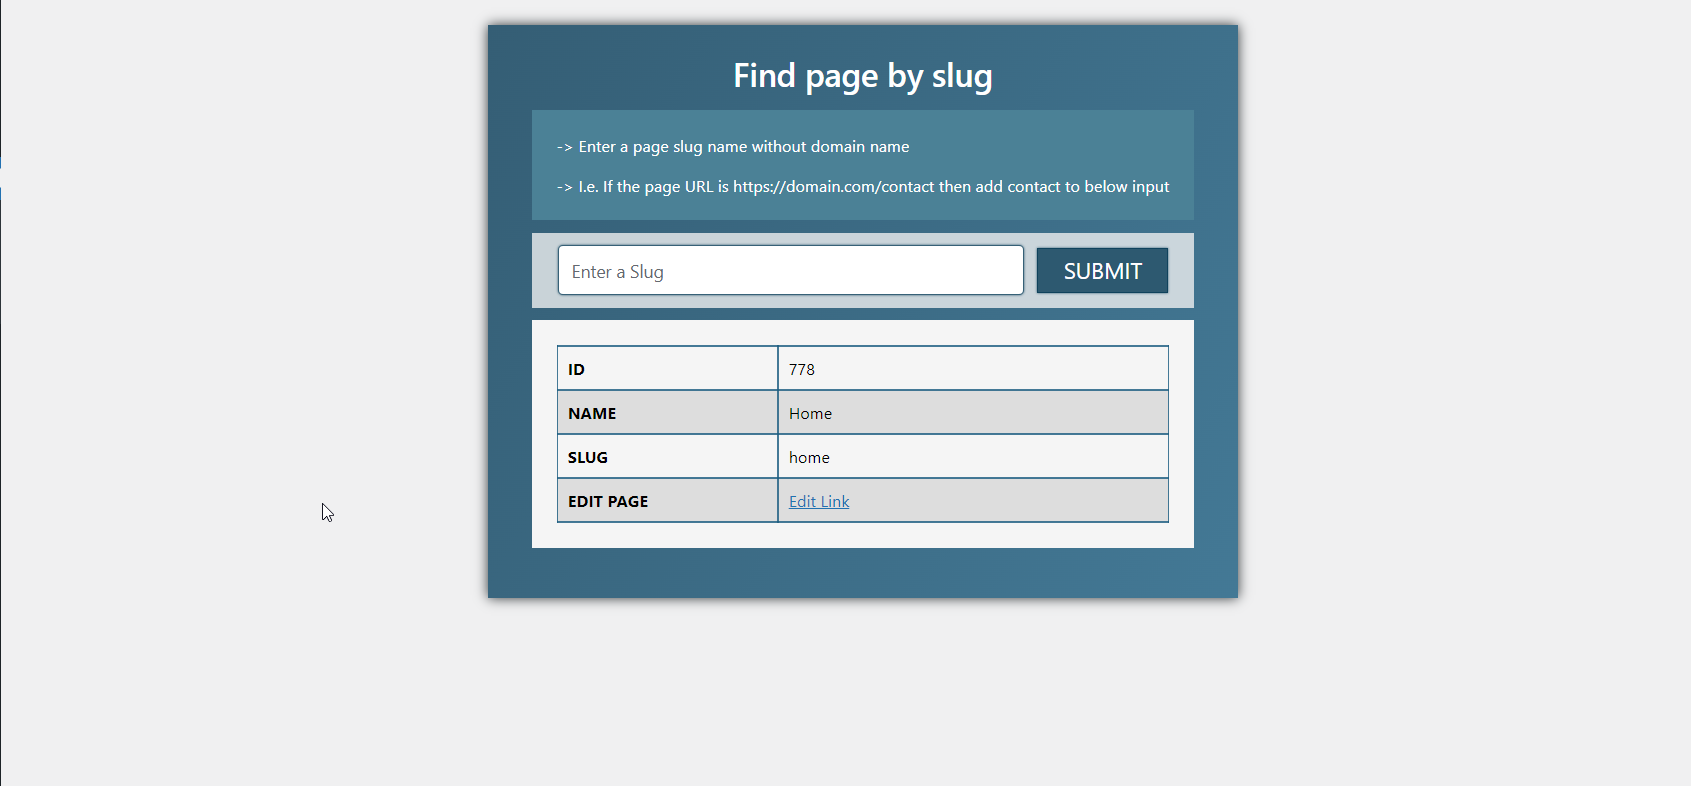 Find page by slug
-> Enter a page slug name without domain name
-> I.e. If the page URL is https://domain.com/contact then add contact to below input
Enter a Slug SUBMIT
ID 778
NAME Home
SLUG home
EDIT PAGE Edit Link